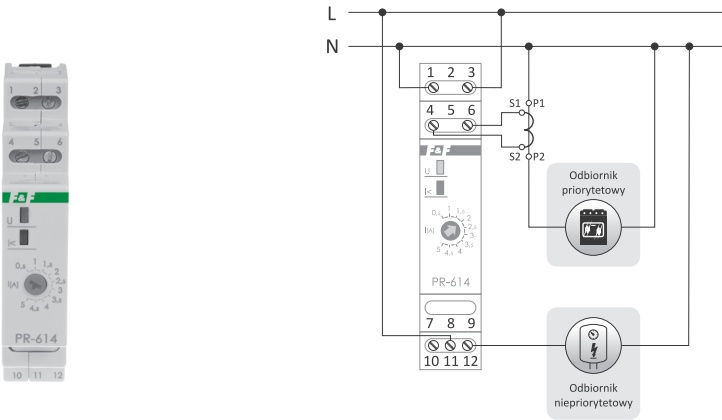 1 2 3
4 5 6
F&F
U
I<
0,5 1 1,5 2 2,5 3 3,5 4 4,5 5
I[A]
PR-614
10 11 12
L
N
1 2 3
4 5 6
F&F
U
I<
0,5 1 1,5 2 2,5 3 3,5 4 4,5 5
I[A]
PR-614
7 8 9
10 11 12
S1 P1
S2 P2
Odbiornik
priorytetowy
Odbiornik
niepriorytetowy